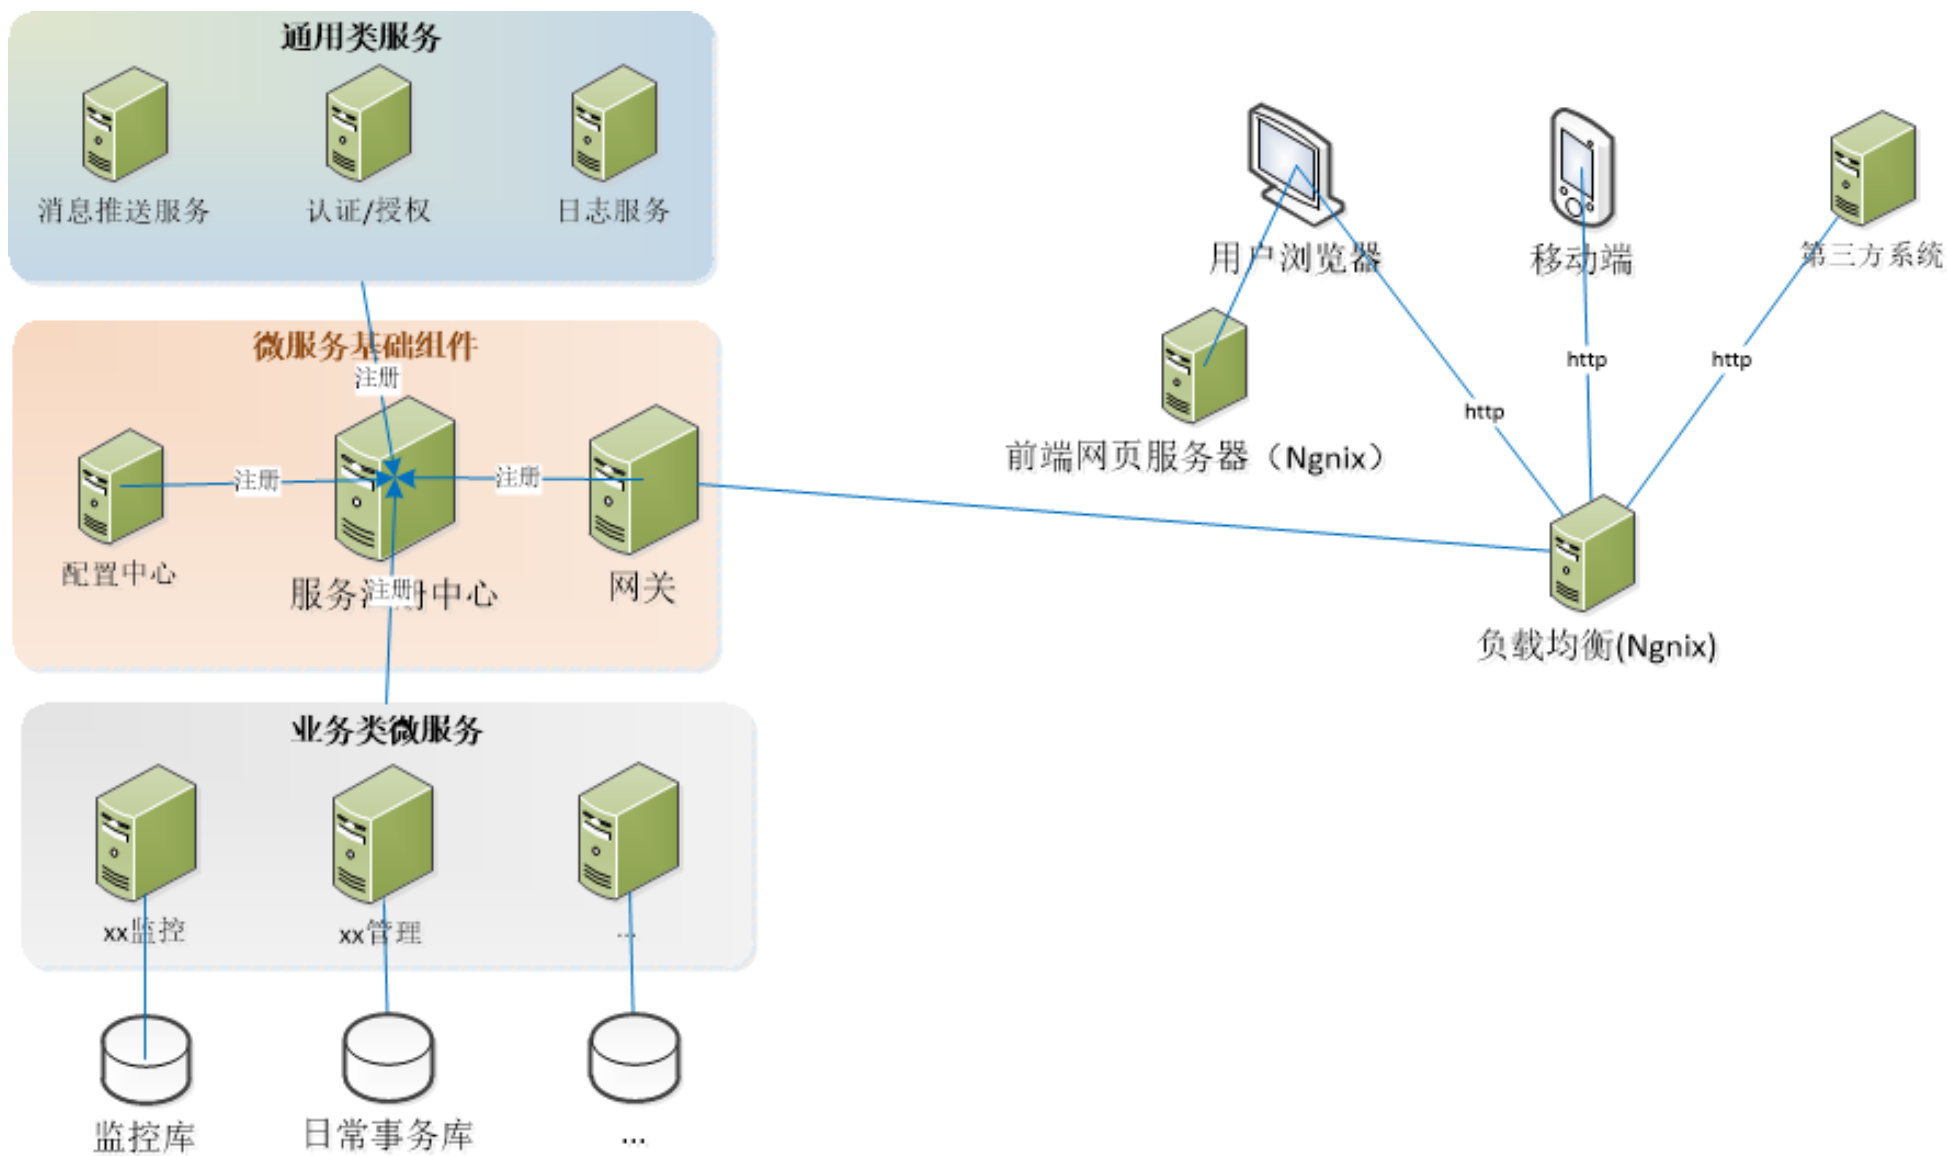 通用类服务
消息推送服务
认证/授权
日志服务
用户浏览器
移动端
第三方系统
微服务基础组件
注册
http
http
http
前端网页服务器（Ngnix）
注册
注册
配置中心
服务注册中心
注册
网关
负载均衡(Ngnix)
业务类微服务
xx监控
xx管理
...
监控库
日常事务库
...